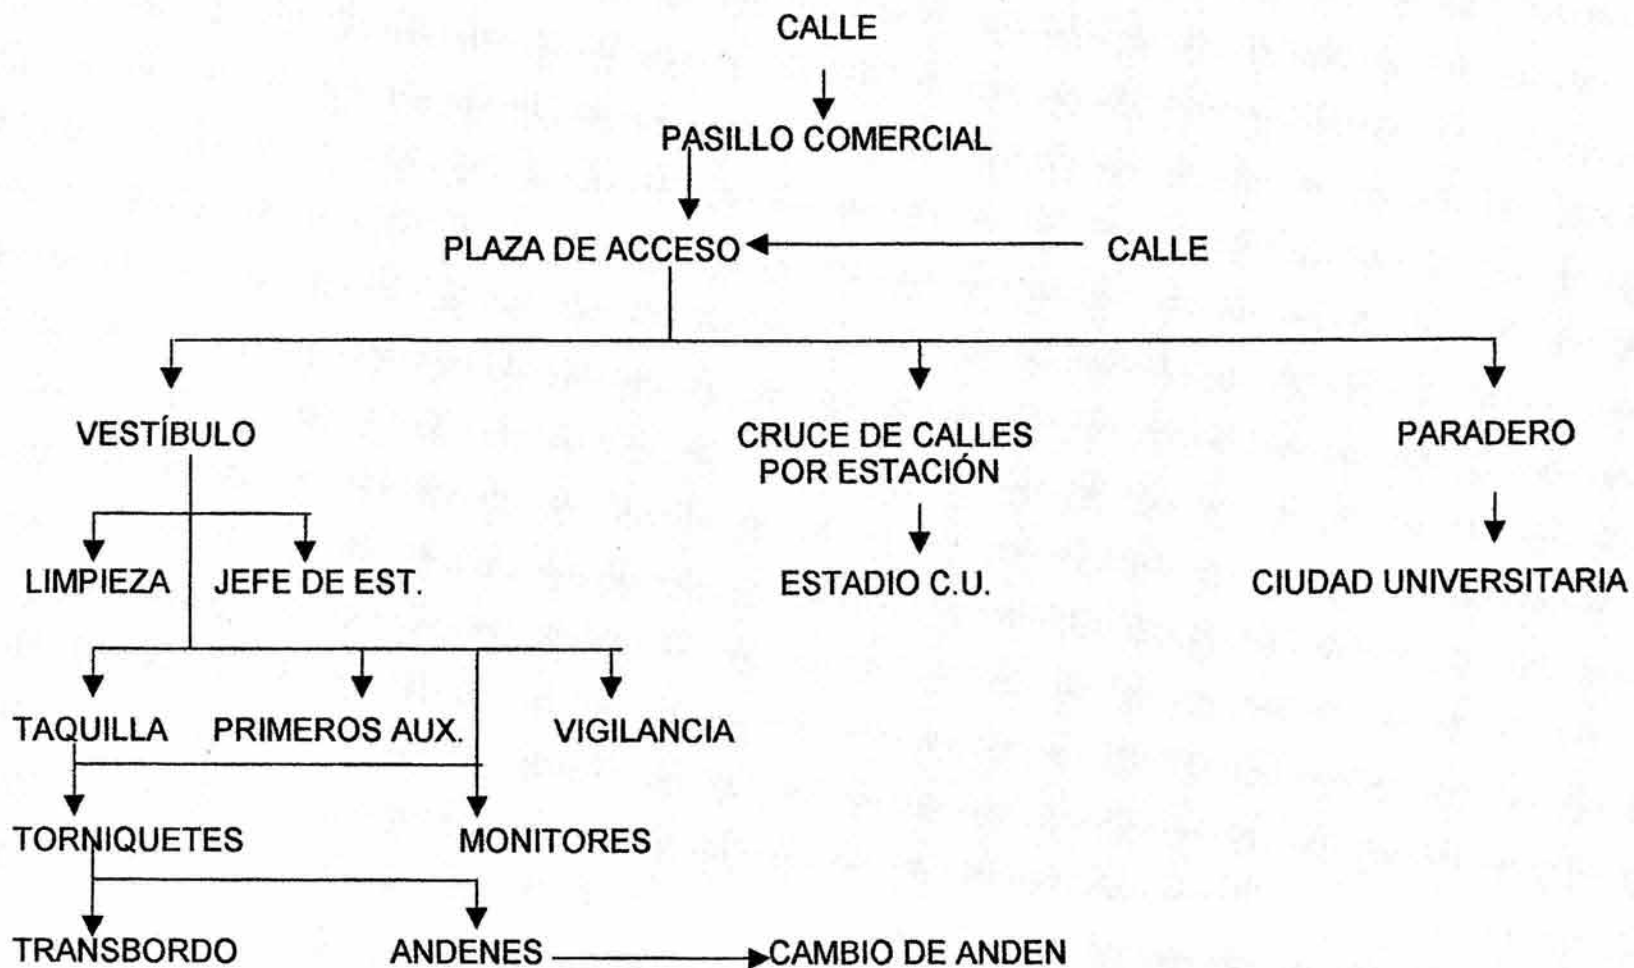 CALLE
PASILLO COMERCIAL
PLAZA DE ACCESO
CALLE
VESTÍBULO
CRUCE DE CALLES
POR ESTACIÓN
PARADERO
LIMPIEZA
JEFE DE EST.
ESTADIO C.U.
CIUDAD UNIVERSITARIA
TAQUILLA
PRIMEROS AUX.
VIGILANCIA
TORNIQUETES
MONITORES
TRANSBORDO
ANDENES
CAMBIO DE ANDEN